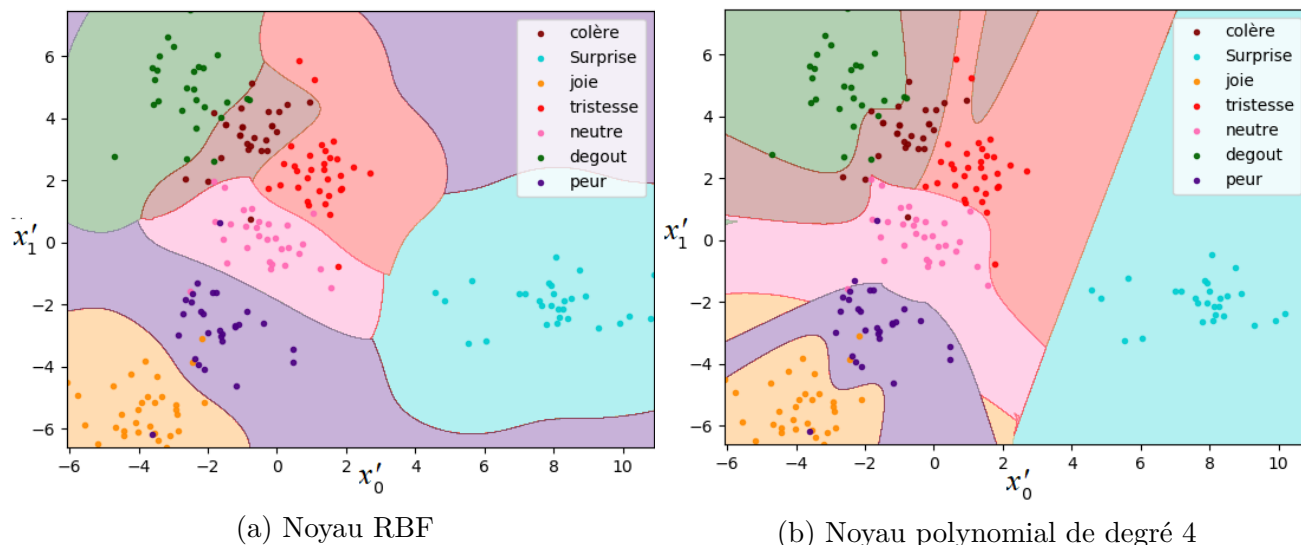 6
4
2
0
−2
−4
−6
x′₁
−6
−4
−2
0
2
4
6
8
10
x′₀
colère
Surprise
joie
tristesse
neutre
degout
peur
(a) Noyau RBF
6
4
2
0
−2
−4
−6
x′₁
−6
−4
−2
0
2
4
6
8
10
x′₀
colère
Surprise
joie
tristesse
neutre
degout
peur
(b) Noyau polynomial de degré 4